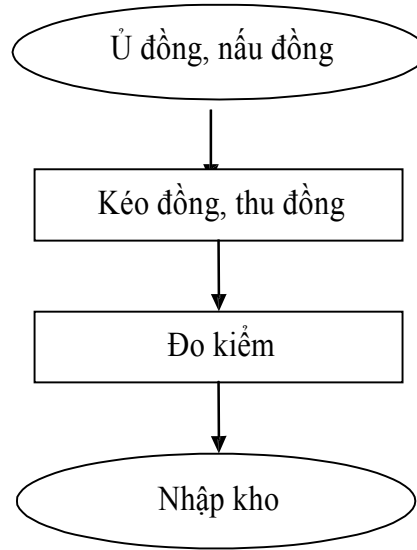 Ủ đồng, nấu đồng
Kéo đồng, thu đồng
Đo kiểm
Nhập kho